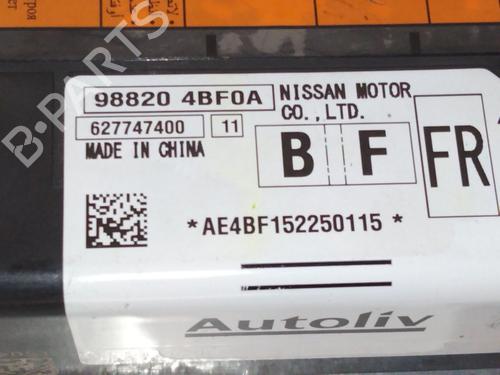 98820 4BF0A
NISSAN MOTOR
CO.,LTD.
627747400 11
MADE IN CHINA
B F
FR
*AE4BF152250115*
Autoliv
B-PARTS